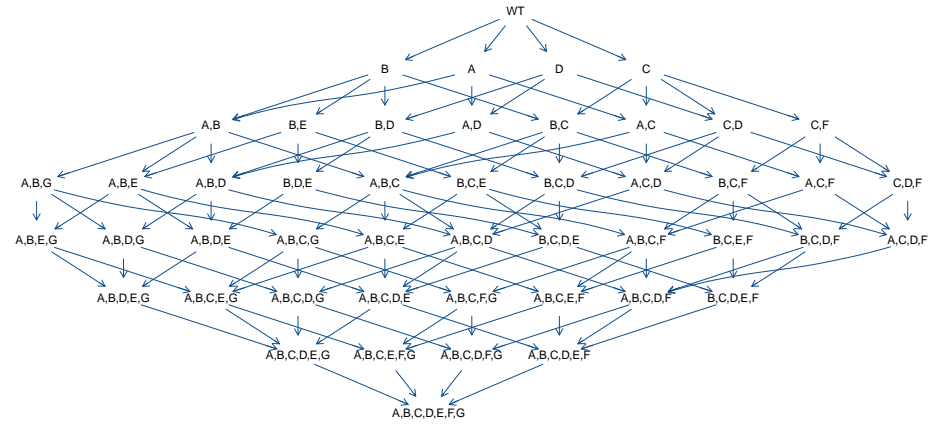 WT
B A D C
A,B B,E B,D A,D B,C A,C C,D C,F
A,B,G A,B,E A,B,D B,D,E A,B,C B,C,E B,C,D A,C,D B,C,F A,C,F C,D,F
A,B,E,G A,B,D,G A,B,D,E A,B,C,G A,B,C,E A,B,C,D B,C,D,E A,B,C,F B,C,E,F B,C,D,F A,C,D,F
A,B,D,E,G A,B,C,E,G A,B,C,D,G A,B,C,D,E A,B,C,F,G A,B,C,E,F A,B,C,D,F B,C,D,E,F
A,B,C,D,E,G A,B,C,E,F,G A,B,C,D,F,G A,B,C,D,E,F
A,B,C,D,E,F,G